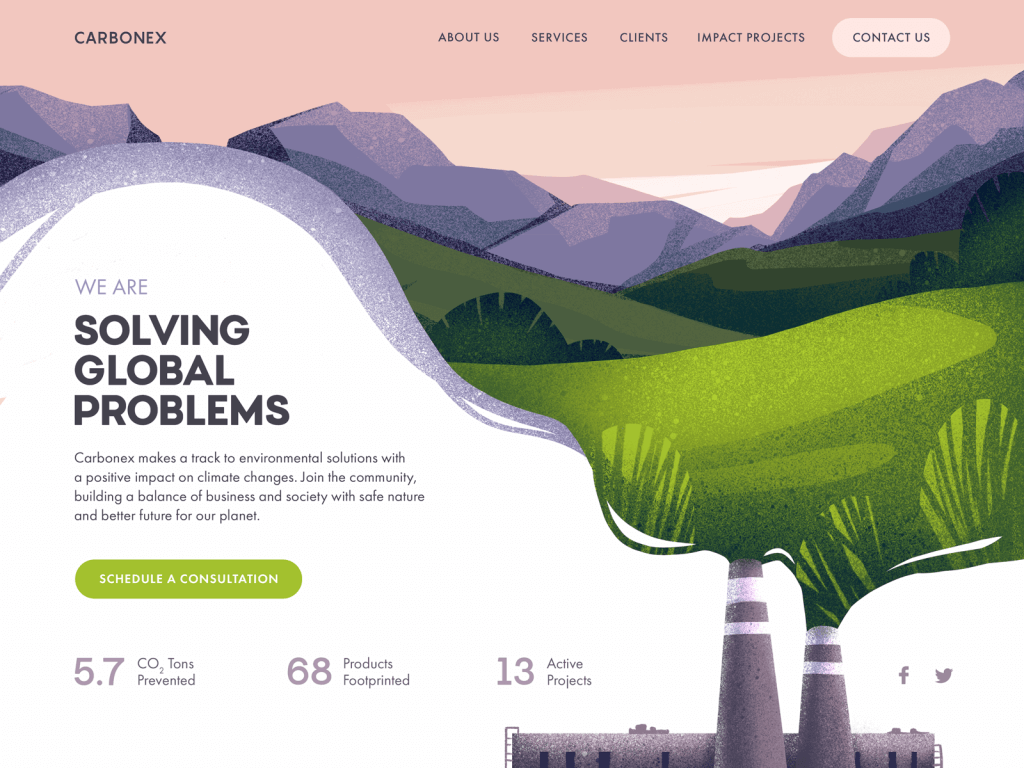 CARBONEX
ABOUT US
SERVICES
CLIENTS
IMPACT PROJECTS
CONTACT US
WE ARE
SOLVING
GLOBAL
PROBLEMS
Carbonex makes a track to environmental solutions with
a positive impact on climate changes. Join the community,
building a balance of business and society with safe nature
and better future for our planet.
SCHEDULE A CONSULTATION
5.7
CO₂ Tons
Prevented
68
Products
Footprinted
13
Active
Projects